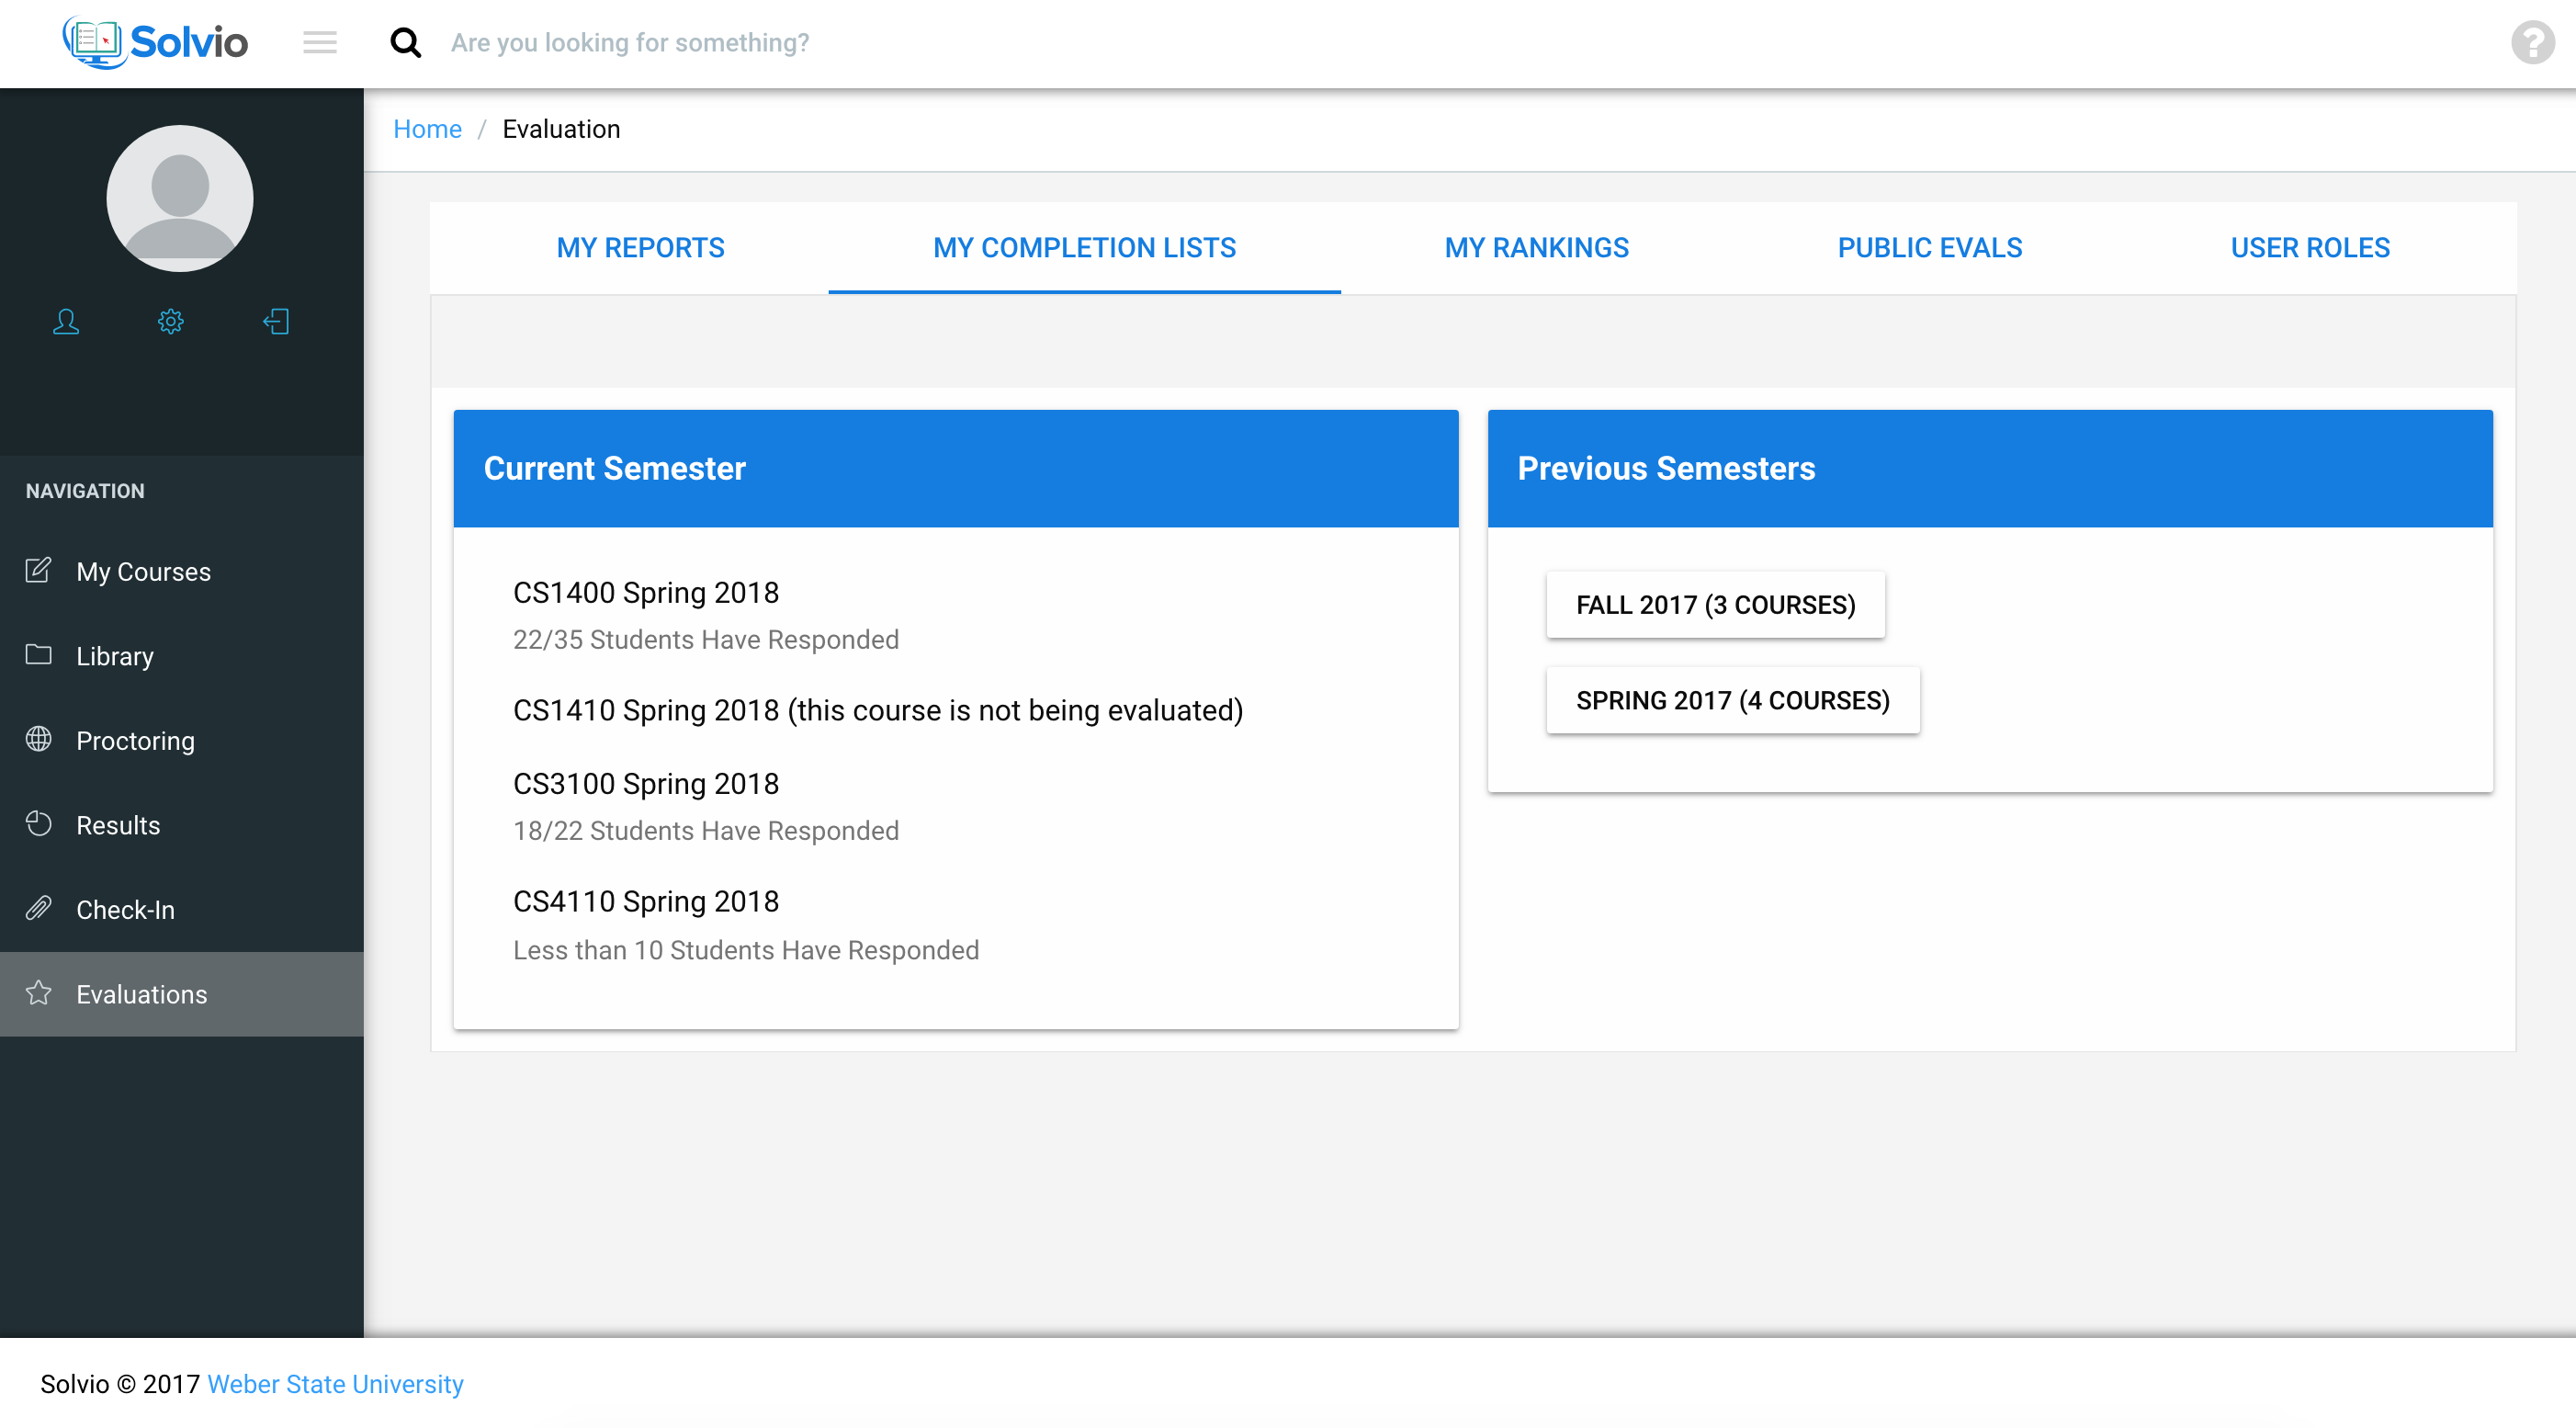 Solvio
Are you looking for something?
Home / Evaluation
NAVIGATION
My Courses
Library
Proctoring
Results
Check-In
Evaluations
MY REPORTS
MY COMPLETION LISTS
MY RANKINGS
PUBLIC EVALS
USER ROLES
Current Semester
CS1400 Spring 2018
22/35 Students Have Responded
CS1410 Spring 2018 (this course is not being evaluated)
CS3100 Spring 2018
18/22 Students Have Responded
CS4110 Spring 2018
Less than 10 Students Have Responded
Previous Semesters
FALL 2017 (3 COURSES)
SPRING 2017 (4 COURSES)
Solvio © 2017 Weber State University